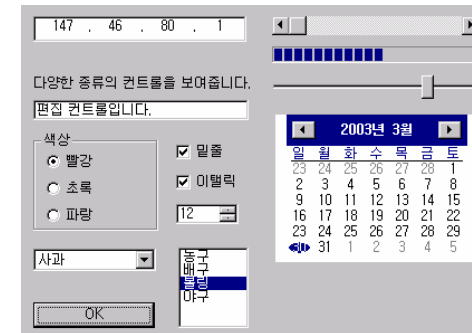 147 . 46 . 80 . 1
다양한 종류의 컨트롤을 보여줍니다.
편집 컨트롤입니다.
색상
빨강
초록
파랑
밑줄
이탤릭
12
사과
농구
배구
볼링
야구
OK
2003년 3월
일 월 화 수 목 금 토
23 24 25 26 27 28 1
2 3 4 5 6 7 8
9 10 11 12 13 14 15
16 17 18 19 20 21 22
23 24 25 26 27 28 29
31 1 2 3 4 5